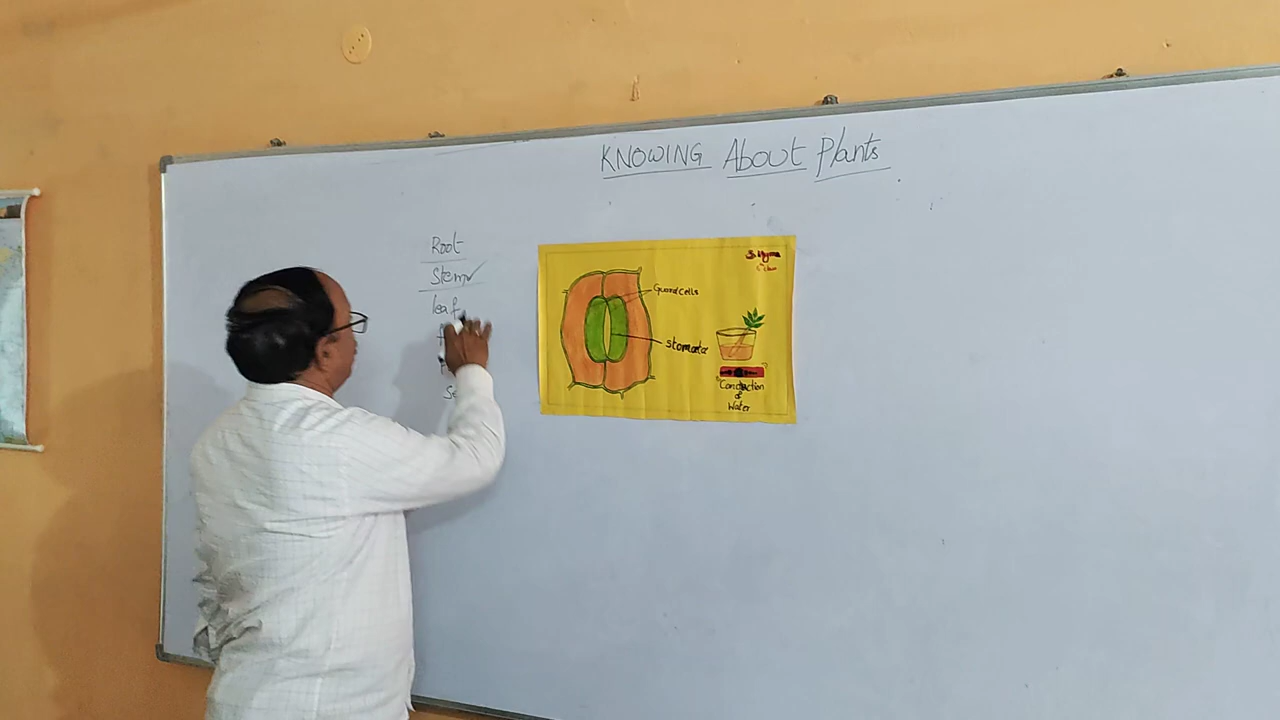 KNOWING About Plants
Root
Stem
leaf
Guard cells
Stomata
Conduction
of
Water